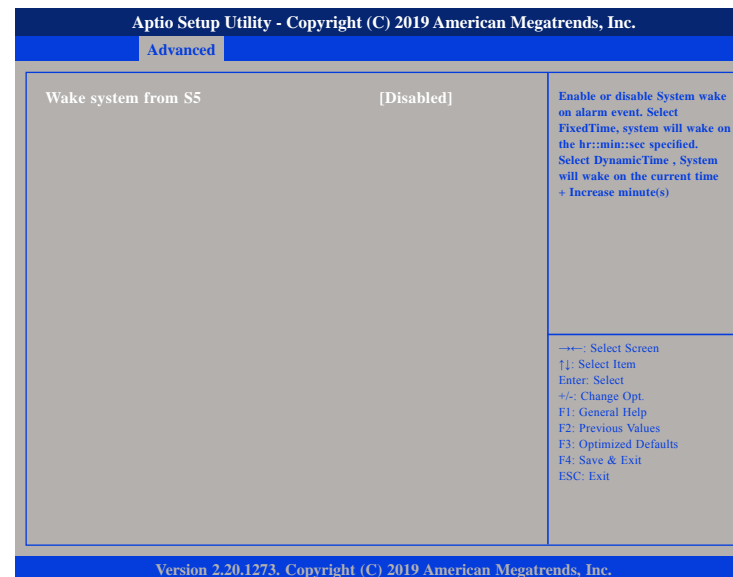 Aptio Setup Utility - Copyright (C) 2019 American Megatrends, Inc.
Advanced
Wake system from S5 [Disabled]
Enable or disable System wake
on alarm event. Select
FixedTime, system will wake on
the hr::min::sec specified.
Select DynamicTime , System
will wake on the current time
+ Increase minute(s)
→←: Select Screen
↑↓: Select Item
Enter: Select
+/-: Change Opt.
F1: General Help
F2: Previous Values
F3: Optimized Defaults
F4: Save & Exit
ESC: Exit
Version 2.20.1273. Copyright (C) 2019 American Megatrends, Inc.